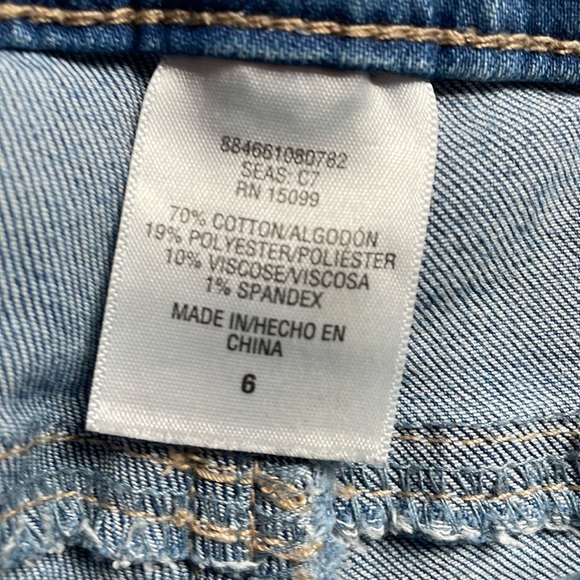 884661080782
SEAS: C7
RN 15099
70% COTTON/ALGODÓN
19% POLYESTER/POLIÉSTER
10% VISCOSE/VISCOSA
1% SPANDEX
MADE IN/HECHO EN
CHINA
6